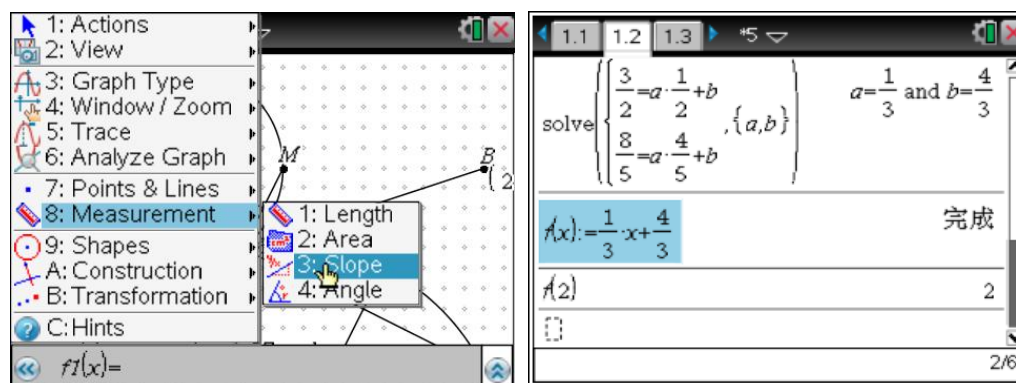 1: Actions
2: View
3: Graph Type
4: Window / Zoom
5: Trace
6: Analyze Graph
7: Points & Lines
8: Measurement
9: Shapes
A: Construction
B: Transformation
C: Hints
1: Length
2: Area
3: Slope
4: Angle
M
B
( 2
f1(x)=
1.1 1.2 1.3 *5
solve({3/2=a·1/2+b, 8/5=a·4/5+b ,{a,b}) a=1/3 and b=4/3
f(x):=1/3·x+4/3 完成
f(2) 2
2/6